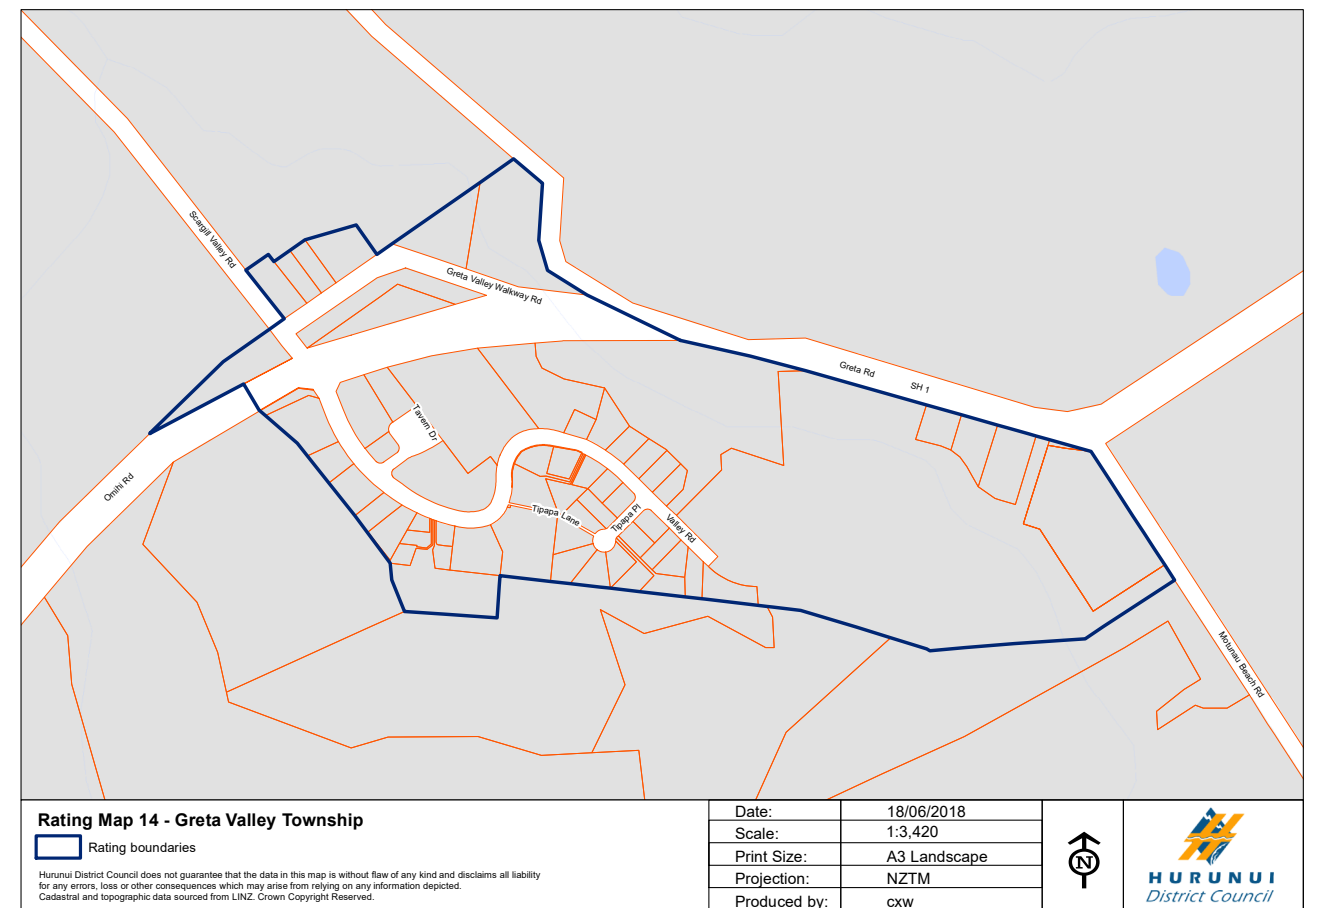 Scargill Valley Rd
Greta Valley Walkway Rd
Greta Rd
SH 1
Tavern Dr
Omihi Rd
Tipapa Lane
Tipapa Pl
Valley Rd
Motunau Beach Rd
Rating Map 14 - Greta Valley Township
Rating boundaries
Hurunui District Council does not guarantee that the data in this map is without flaw of any kind and disclaims all liability
for any errors, loss or other consequences which may arise from relying on any information depicted.
Cadastral and topographic data sourced from LINZ. Crown Copyright Reserved.
Date: 18/06/2018
Scale: 1:3,420
Print Size: A3 Landscape
Projection: NZTM
Produced by: cxw
N
HURUNUI
District Council